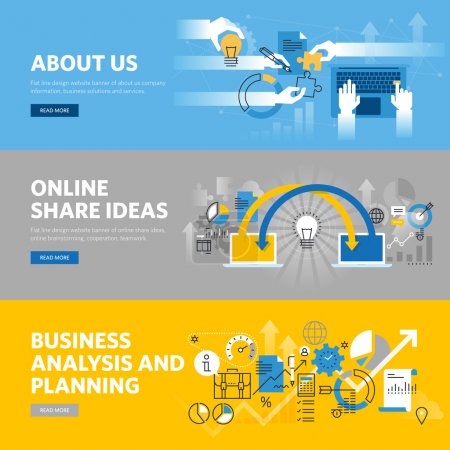 ABOUT US
Flat line design website banner of about us company
information, business solutions and services.
READ MORE
ONLINE
SHARE IDEAS
Flat line design website banner of online share ideas,
online brainstorming, cooperation, teamwork.
READ MORE
BUSINESS
ANALYSIS AND
PLANNING
READ MORE